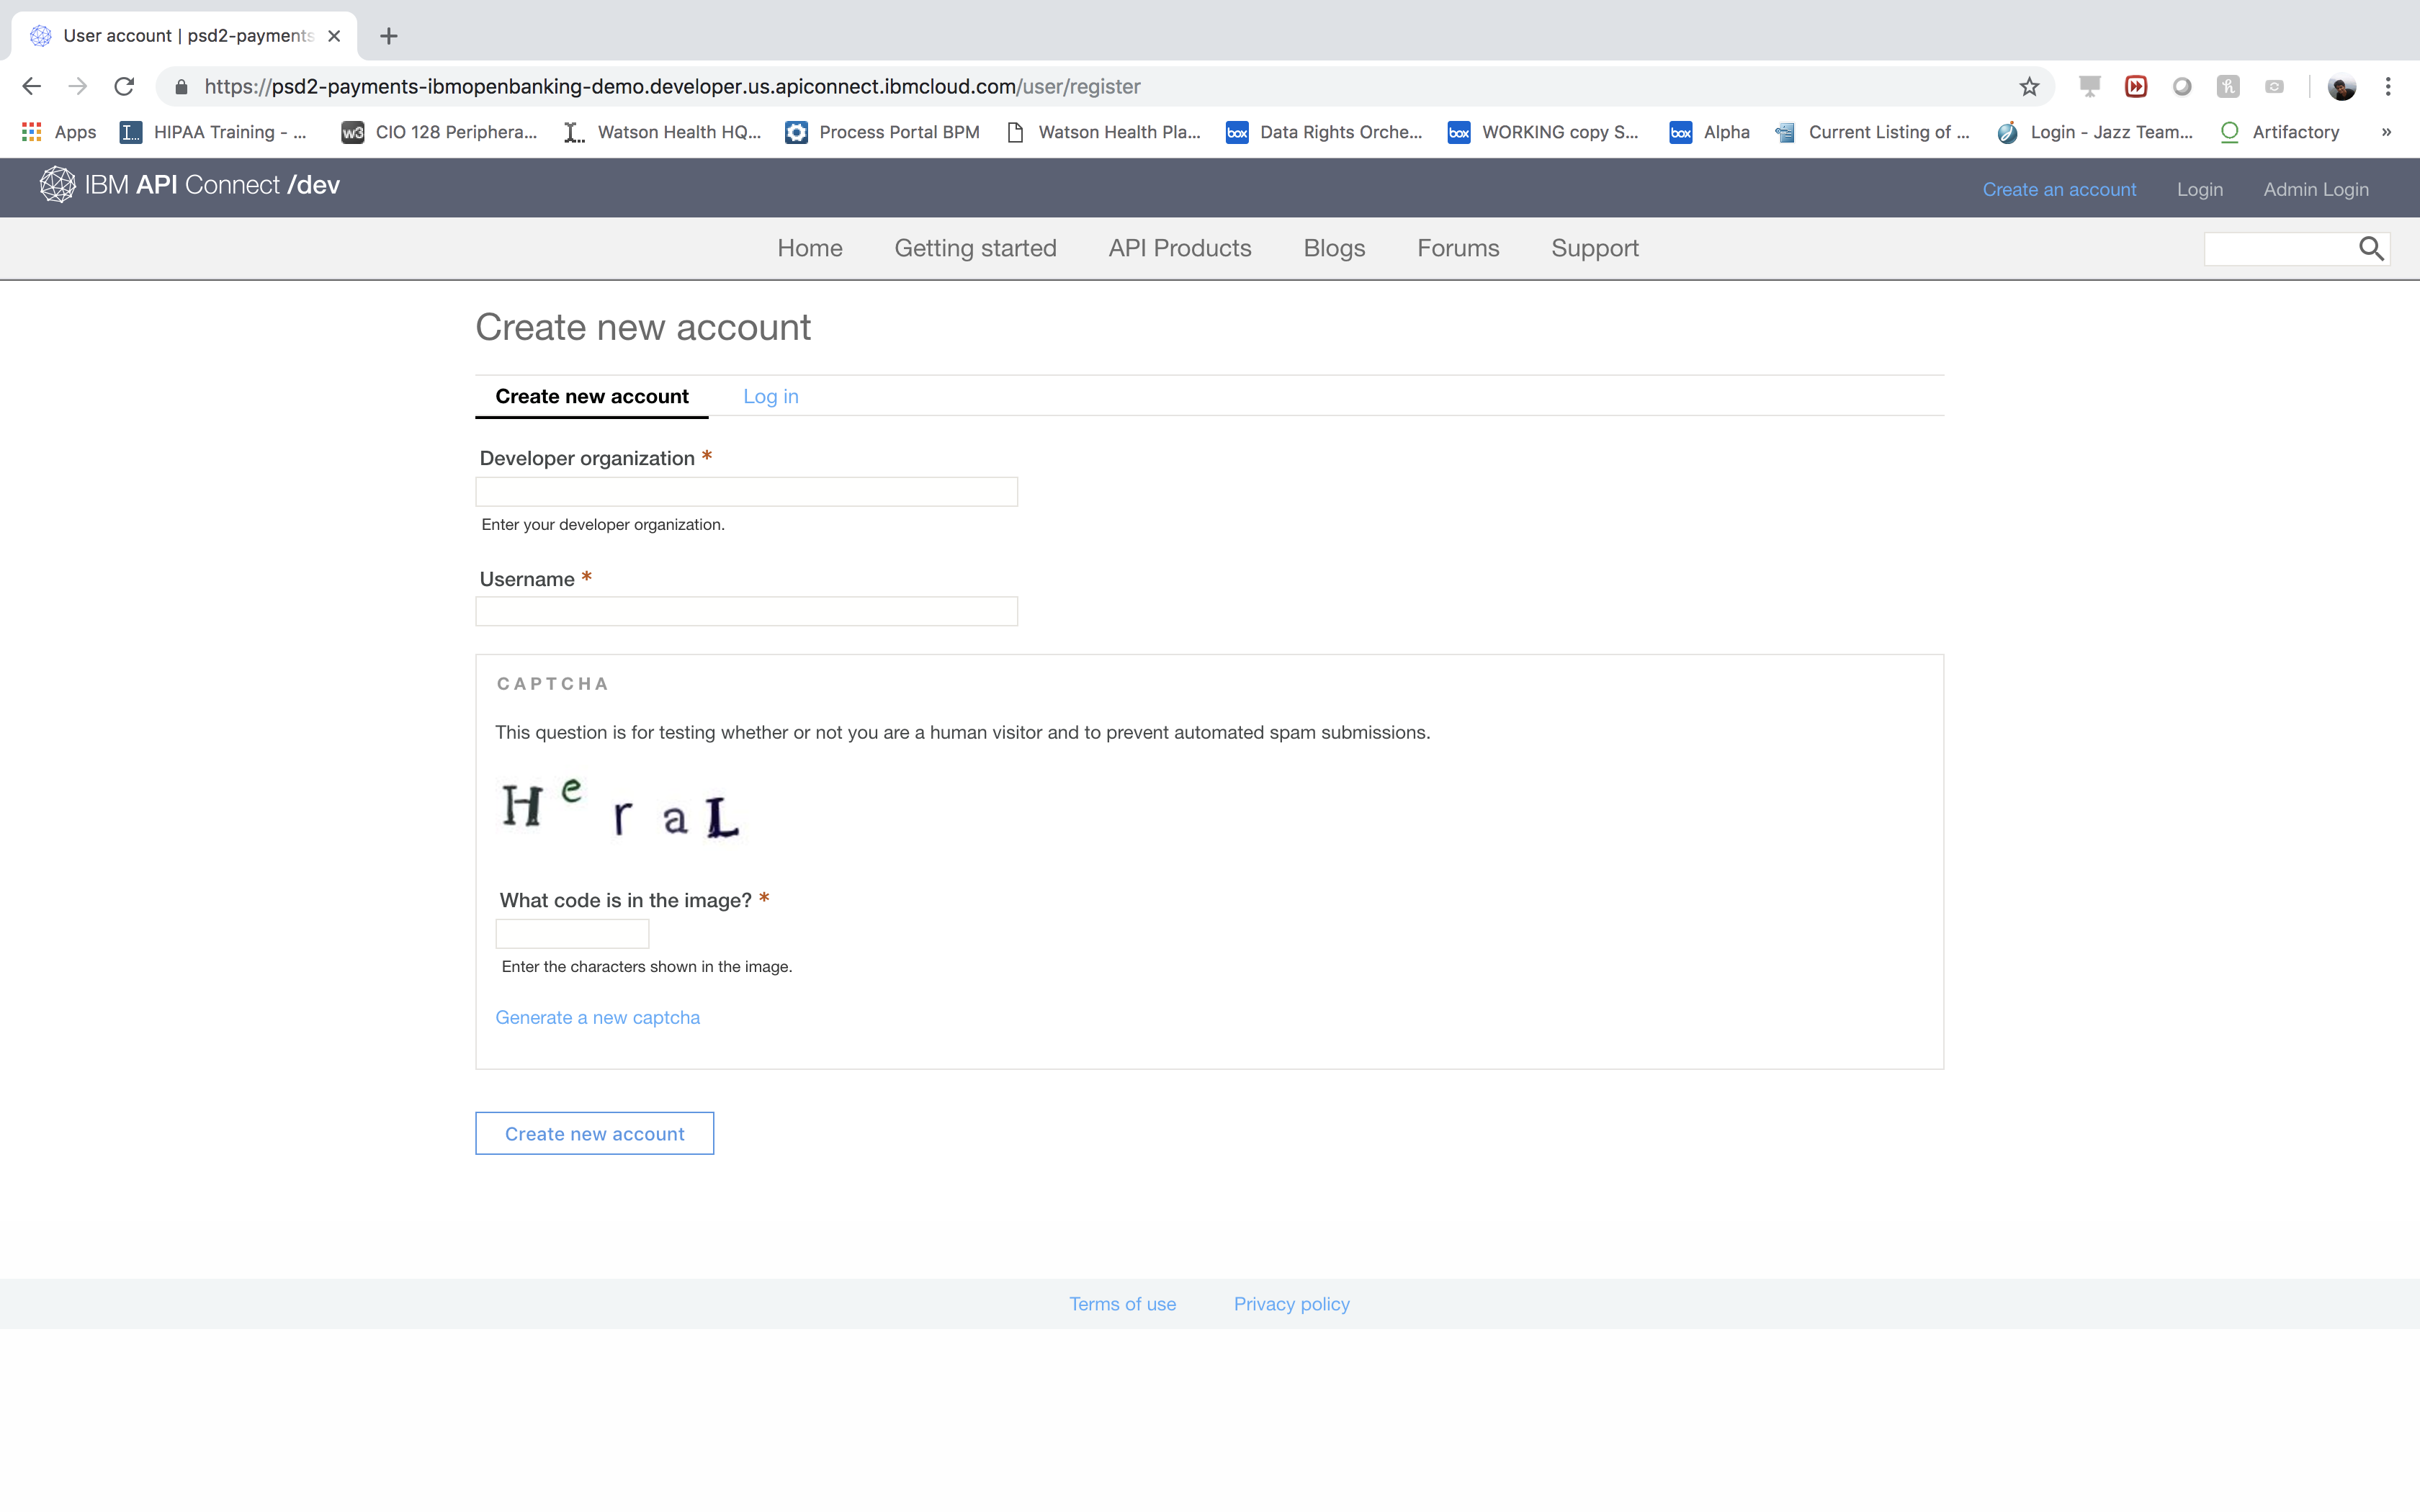 User account | psd2-payments
https://psd2-payments-ibmopenbanking-demo.developer.us.apiconnect.ibmcloud.com/user/register
Apps HIPAA Training - ... w3 CIO 128 Periphera... Watson Health HQ... Process Portal BPM Watson Health Pla... box Data Rights Orche... box WORKING copy S... box Alpha Current Listing of ... Login - Jazz Team... Artifactory »
IBM API Connect /dev Create an account Login Admin Login
Home Getting started API Products Blogs Forums Support
Create new account
Create new account Log in
Developer organization *
Enter your developer organization.
Username *
CAPTCHA
This question is for testing whether or not you are a human visitor and to prevent automated spam submissions.
H e r a L
What code is in the image? *
Enter the characters shown in the image.
Generate a new captcha
Create new account
Terms of use Privacy policy